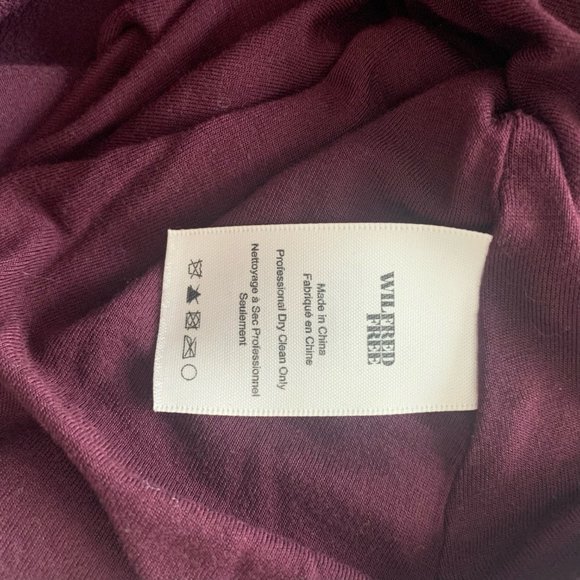 WILFRED
FREE
Made in China
Fabriqué en Chine
Professional Dry Clean Only
Nettoyage à Sec Professionnel
Seulement